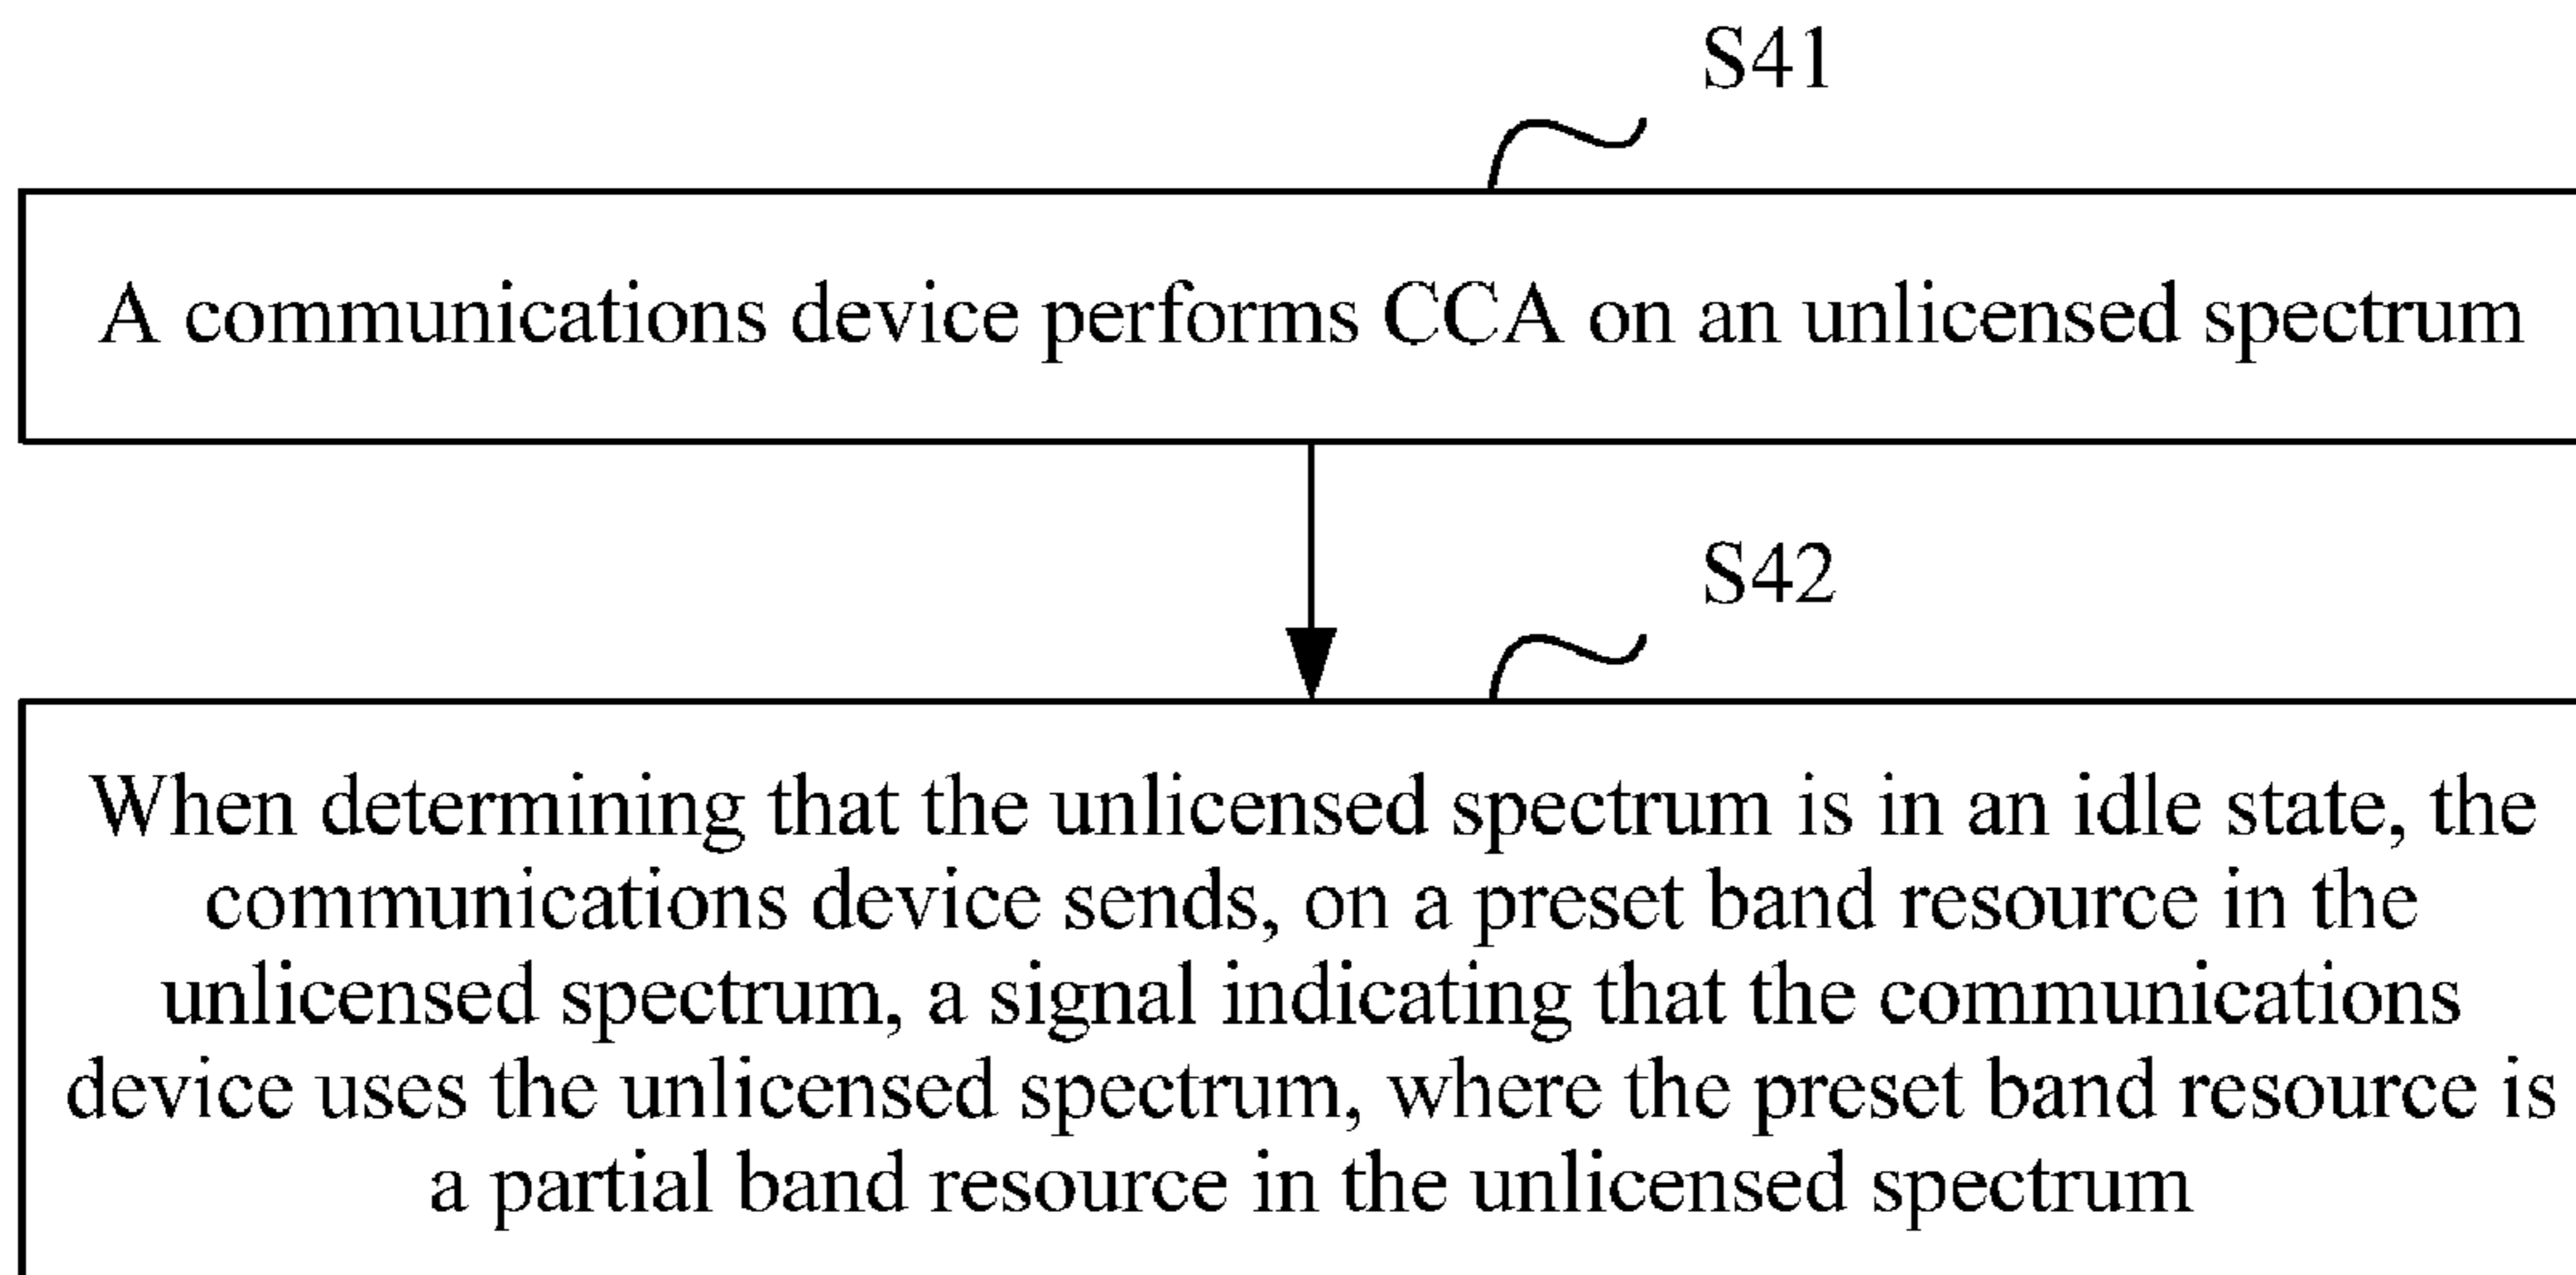 S41
A communications device performs CCA on an unlicensed spectrum
S42
When determining that the unlicensed spectrum is in an idle state, the
communications device sends, on a preset band resource in the
unlicensed spectrum, a signal indicating that the communications
device uses the unlicensed spectrum, where the preset band resource is
a partial band resource in the unlicensed spectrum